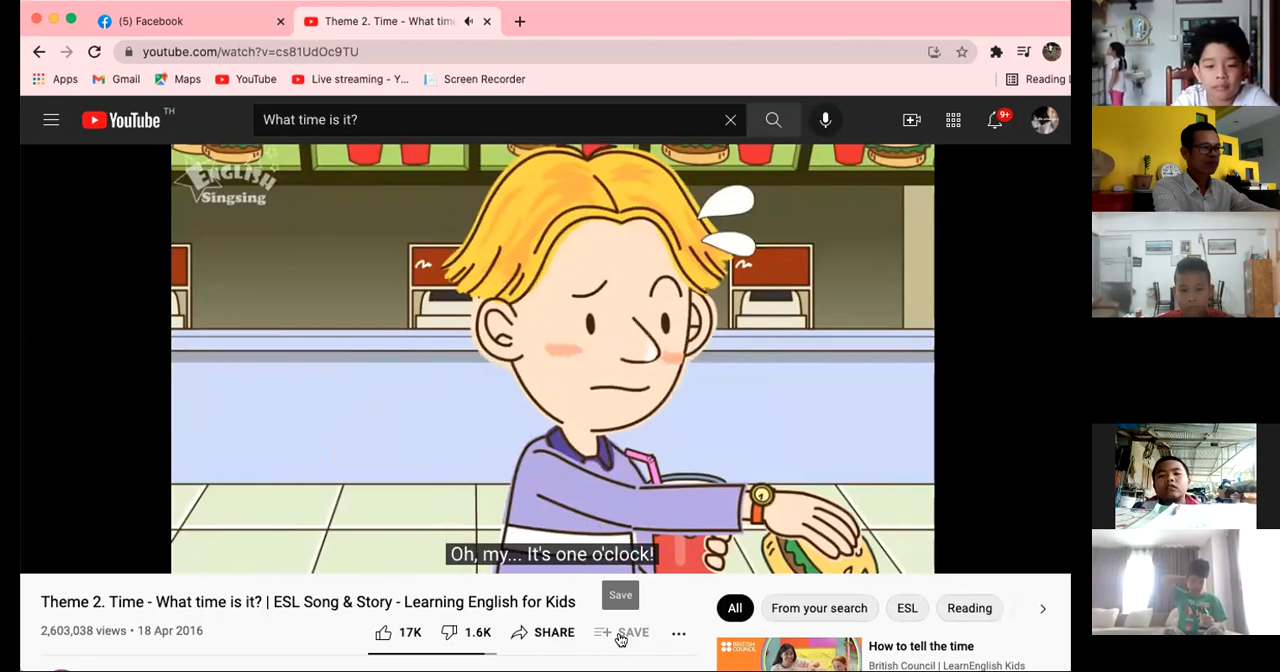 (5) Facebook
Theme 2. Time - What time
youtube.com/watch?v=cs81UdOc9TU
Apps
Gmail
Maps
YouTube
Live streaming - Y...
Screen Recorder
Reading L
YouTube TH
What time is it?
9+
ENGLISH
Singsing
Oh, my... It's one o'clock!
Save
Theme 2. Time - What time is it? | ESL Song & Story - Learning English for Kids
2,603,038 views • 18 Apr 2016
17K
1.6K
SHARE
SAVE
All
From your search
ESL
Reading
BRITISH
COUNCIL
How to tell the time
British Council | LearnEnglish Kids